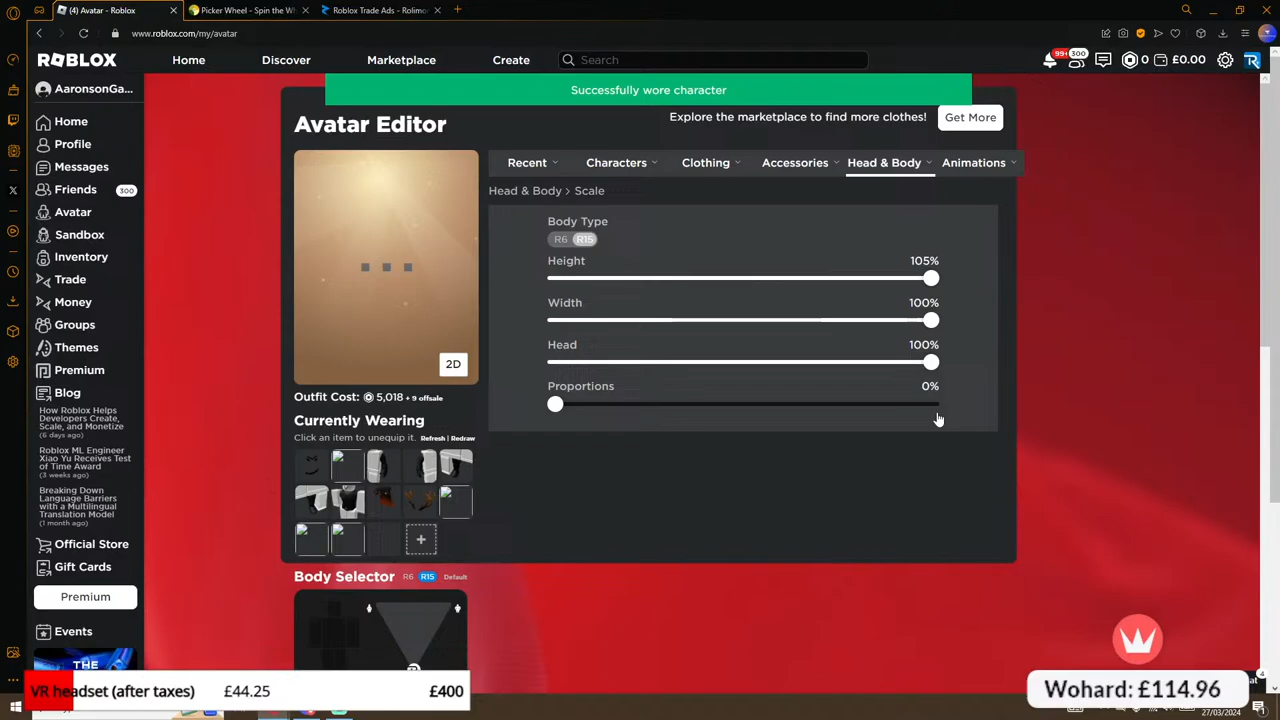 (4) Avatar - Roblox
Picker Wheel - Spin the W
Roblox Trade Ads - Rolimo
www.roblox.com/my/avatar
ROBLOX Home Discover Marketplace Create Search 99+ 300 0 £0.00
Successfully wore character
AaronsonGa...
Home
Profile
Messages
Friends 300
Avatar
Sandbox
Inventory
Trade
Money
Groups
Themes
Premium
Blog
How Roblox Helps
Developers Create,
Scale, and Monetize
(6 days ago)
Roblox ML Engineer
Xiao Yu Receives Test
of Time Award
(3 weeks ago)
Breaking Down
Language Barriers
with a Multilingual
Translation Model
(1 month ago)
Official Store
Gift Cards
Premium
Events
THE
Avatar Editor
Explore the marketplace to find more clothes! Get More
2D
Outfit Cost: 5,018 + 9 offsale
Currently Wearing
Click an item to unequip it. Refresh | Redraw
+
Body Selector R6 R15 Default
Recent Characters Clothing Accessories Head & Body Animations
Head & Body > Scale
Body Type
R6 R15
Height 105%
Width 100%
Head 100%
Proportions 0%
VR headset (after taxes) £44.25 £400
Wohard: £114.96
4
27/03/2024
1